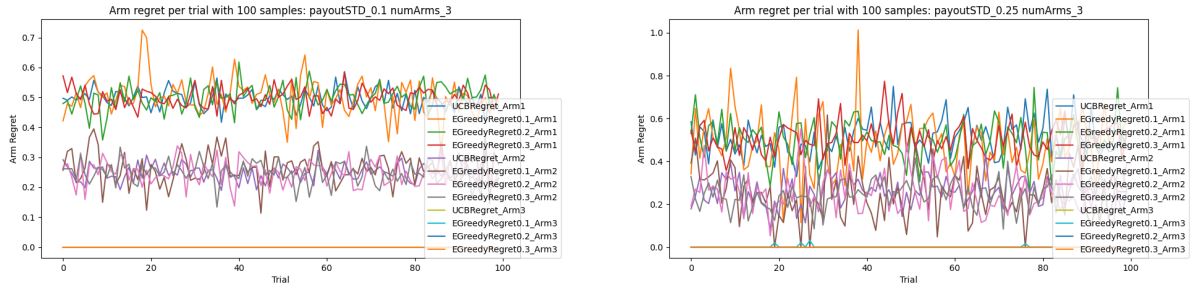 Arm regret per trial with 100 samples: payoutSTD_0.1 numArms_3
0.7
0.6
0.5
0.4
0.3
0.2
0.1
0.0
Arm Regret
0
20
40
60
80
100
Trial
UCBRegret_Arm1
EGreedyRegret0.1_Arm1
EGreedyRegret0.2_Arm1
EGreedyRegret0.3_Arm1
UCBRegret_Arm2
EGreedyRegret0.1_Arm2
EGreedyRegret0.2_Arm2
EGreedyRegret0.3_Arm2
UCBRegret_Arm3
EGreedyRegret0.1_Arm3
EGreedyRegret0.2_Arm3
EGreedyRegret0.3_Arm3
Arm regret per trial with 100 samples: payoutSTD_0.25 numArms_3
1.0
0.8
0.6
0.4
0.2
0.0
Arm Regret
0
20
40
60
80
100
Trial
UCBRegret_Arm1
EGreedyRegret0.1_Arm1
EGreedyRegret0.2_Arm1
EGreedyRegret0.3_Arm1
UCBRegret_Arm2
EGreedyRegret0.1_Arm2
EGreedyRegret0.2_Arm2
EGreedyRegret0.3_Arm2
UCBRegret_Arm3
EGreedyRegret0.1_Arm3
EGreedyRegret0.2_Arm3
EGreedyRegret0.3_Arm3